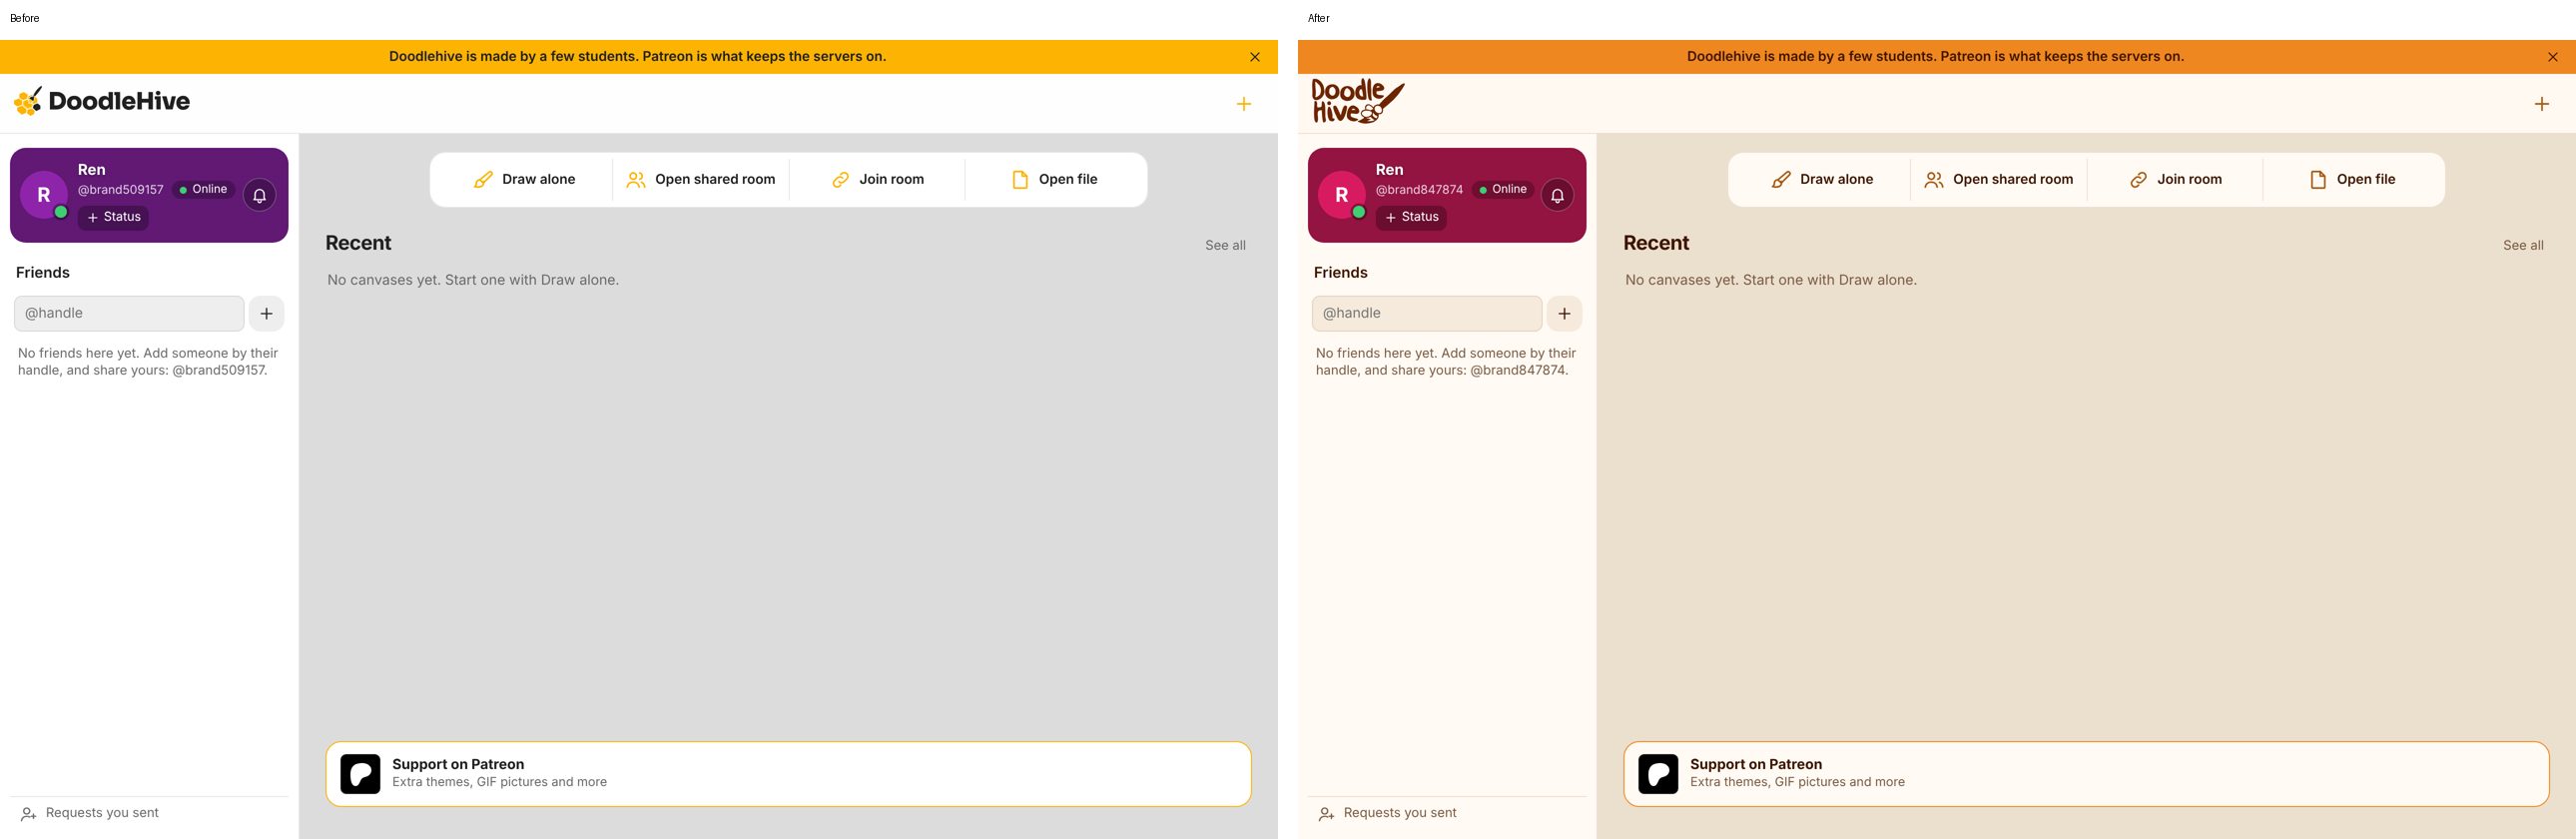 Before
Doodlehive is made by a few students. Patreon is what keeps the servers on.
DoodleHive
Ren
R
@brand509157
Online
Status
Draw alone
Open shared room
Join room
Open file
Friends
@handle
No friends here yet. Add someone by their
handle, and share yours: @brand509157.
Recent
See all
No canvases yet. Start one with Draw alone.
Support on Patreon
Extra themes, GIF pictures and more
Requests you sent
After
Doodlehive is made by a few students. Patreon is what keeps the servers on.
Doodle
Hive
Ren
R
@brand847874
Online
Status
Draw alone
Open shared room
Join room
Open file
Friends
@handle
No friends here yet. Add someone by their
handle, and share yours: @brand847874.
Recent
See all
No canvases yet. Start one with Draw alone.
Support on Patreon
Extra themes, GIF pictures and more
Requests you sent